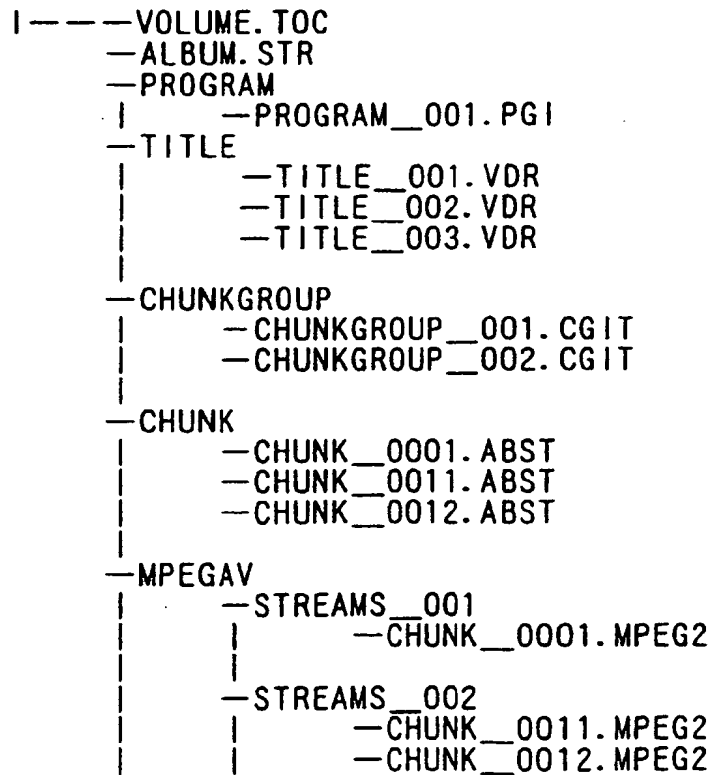 VOLUME.TOC
ALBUM.STR
PROGRAM
PROGRAM__001.PGI
TITLE
TITLE__001.VDR
TITLE__002.VDR
TITLE__003.VDR
CHUNKGROUP
CHUNKGROUP__001.CGIT
CHUNKGROUP__002.CGIT
CHUNK
CHUNK__0001.ABST
CHUNK__0011.ABST
CHUNK__0012.ABST
MPEGAV
STREAMS__001
CHUNK__0001.MPEG2
STREAMS__002
CHUNK__0011.MPEG2
CHUNK__0012.MPEG2